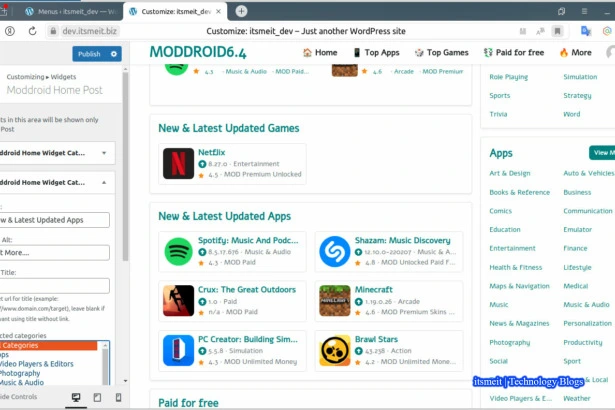 Menus ‹ itsmeit_dev — W
Customize: itsmeit_dev –
dev.itsmeit.biz
Customize: itsmeit_dev – Just another WordPress site
Publish
Customizing ▸ Widgets
Moddroid Home Post
ts in this area will be shown only
Post
ddroid Home Widget Cat...
ddroid Home Widget Cat...
w & Latest Updated Apps
Alt:
t More....
Title:
t url for title (example:
//www.domain.com/target), leave blank if
want using title without link.
ected categories
Categories
pps
Video Players & Editors
Photography
Music & Audio
ide Controls
MODDROID6.4
Home
Top Apps
Top Games
Paid for free
More
4.3 · Music & Audio · MOD Paid...
4.6 · Arcade · MOD Premium
New & Latest Updated Games
Netflix
8.27.0 · Entertainment
4.5 · MOD Premium Unlocked
New & Latest Updated Apps
Spotify: Music And Podc...
8.5.17.676 · Music & Audio
4.3 · MOD Paid
Shazam: Music Discovery
12.10.0-220207 · Music & A...
4.8 · MOD Unlocked Paid F...
Crux: The Great Outdoors
1.0 · Paid
n/a · MOD Paid
Minecraft
1.19.0.26 · Arcade
4.6 · MOD Premium Skins ...
PC Creator: Building Sim...
5.5.8 · Simulation
4.3 · MOD Unlimited Money
Brawl Stars
43.238 · Action
4.2 · MOD Unlimited Mone...
Paid for free
Role Playing
Simulation
Sports
Strategy
Trivia
Word
Apps
View M
Art & Design
Auto & Vehicles
Books & Reference
Business
Comics
Communication
Education
Emulator
Entertainment
Finance
Health & Fitness
Lifestyle
Maps & Navigation
Medical
Music
Music & Audio
News & Magazines
Personalization
Photography
Productivity
Social
Sport
& Local
Video Players & E...
Weather
itsmeit | Technology Blogs